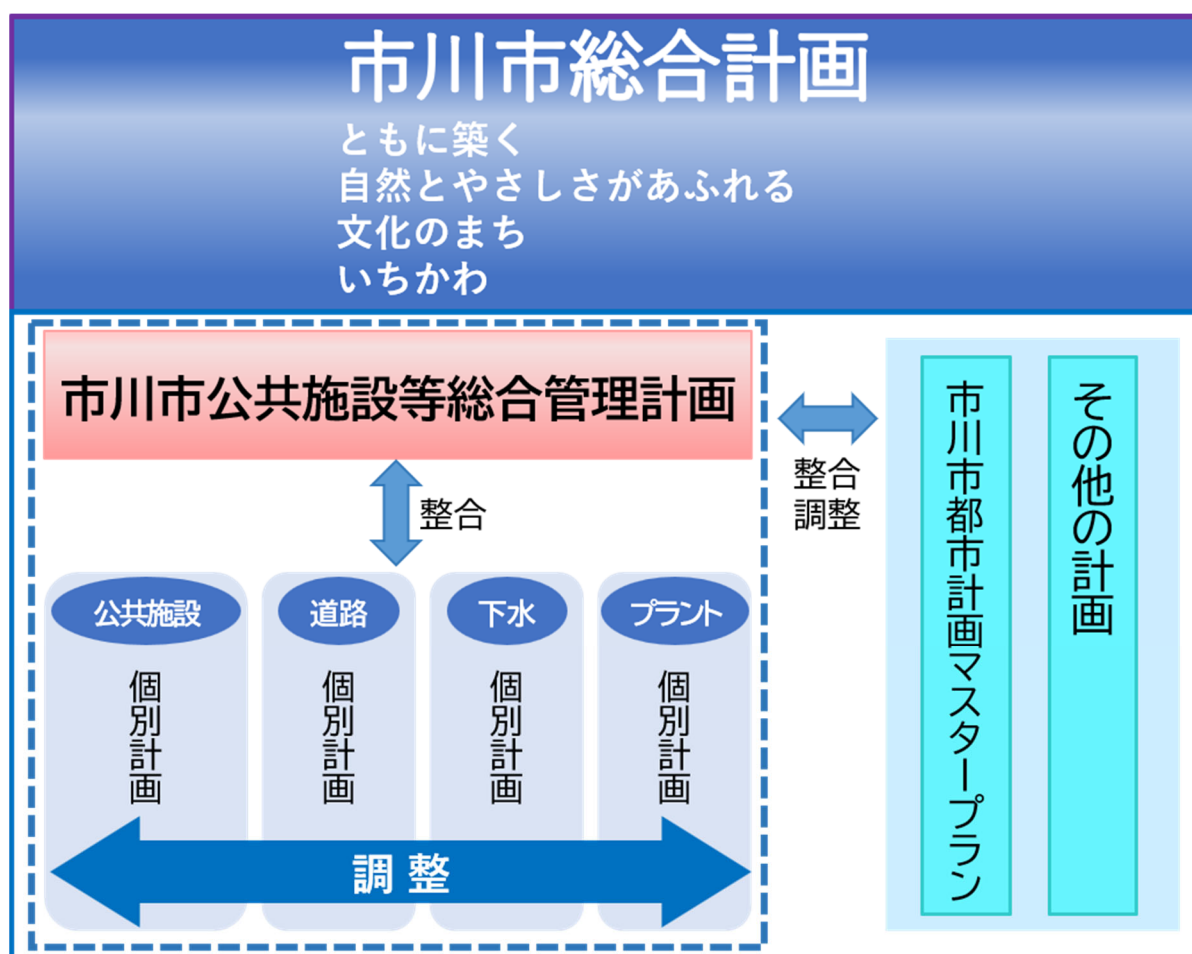 市川市総合計画
ともに築く
自然とやさしさがあふれる
文化のまち
いちかわ
市川市公共施設等総合管理計画
整合
調整
整合
公共施設
道路
下水
プラント
個別計画
個別計画
個別計画
個別計画
調整
市川市都市計画マスタープラン
その他の計画